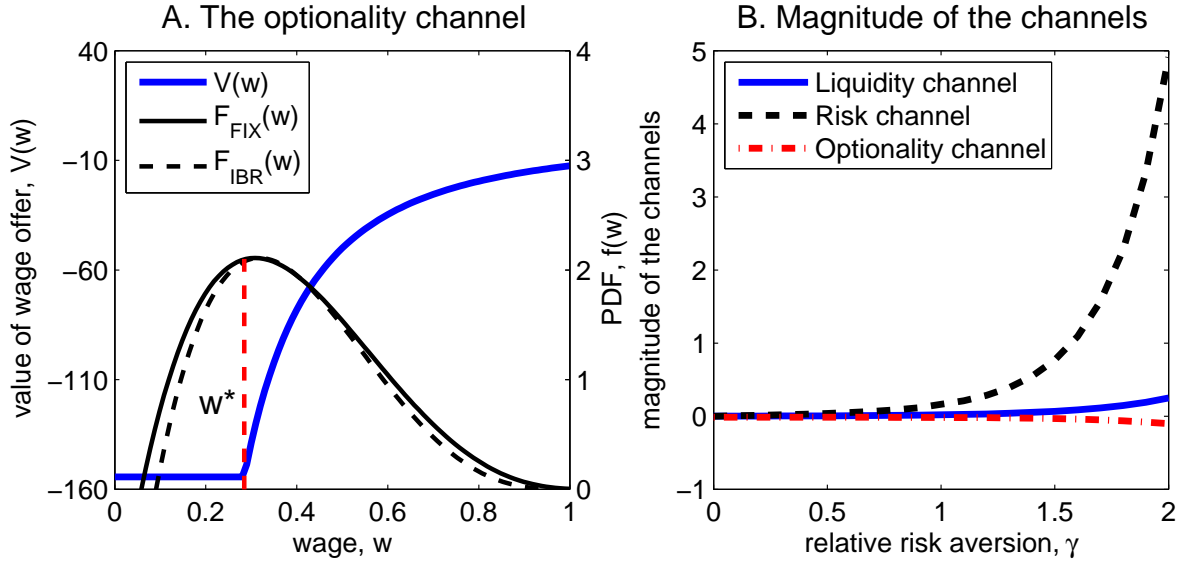 A. The optionality channel
value of wage offer, V(w)
40
−10
−60
−110
−160
V(w)
F_FIX(w)
F_IBR(w)
w*
4
3
2
1
0
PDF, f(w)
0 0.2 0.4 0.6 0.8 1
wage, w
B. Magnitude of the channels
magnitude of the channels
5
4
3
2
1
0
−1
Liquidity channel
Risk channel
Optionality channel
0 0.5 1 1.5 2
relative risk aversion, γ